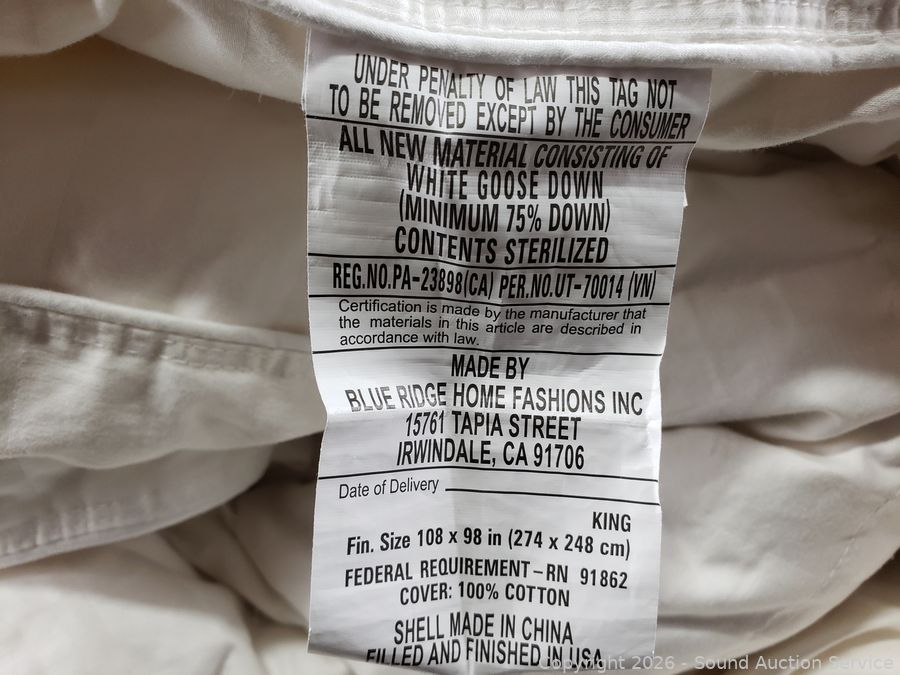 UNDER PENALTY OF LAW THIS TAG NOT
TO BE REMOVED EXCEPT BY THE CONSUMER
ALL NEW MATERIAL CONSISTING OF
WHITE GOOSE DOWN
(MINIMUM 75% DOWN)
CONTENTS STERILIZED
REG.NO.PA-23898(CA) PER.NO.UT-70014 (VN)
Certification is made by the manufacturer that
the materials in this article are described in
accordance with law.
MADE BY
BLUE RIDGE HOME FASHIONS INC
15761 TAPIA STREET
IRWINDALE, CA 91706
Date of Delivery
KING
Fin. Size 108 x 98 in (274 x 248 cm)
FEDERAL REQUIREMENT-RN 91862
COVER: 100% COTTON
SHELL MADE IN CHINA
FILLED AND FINISHED IN USA
Copyright 2026 - Sound Auction Service